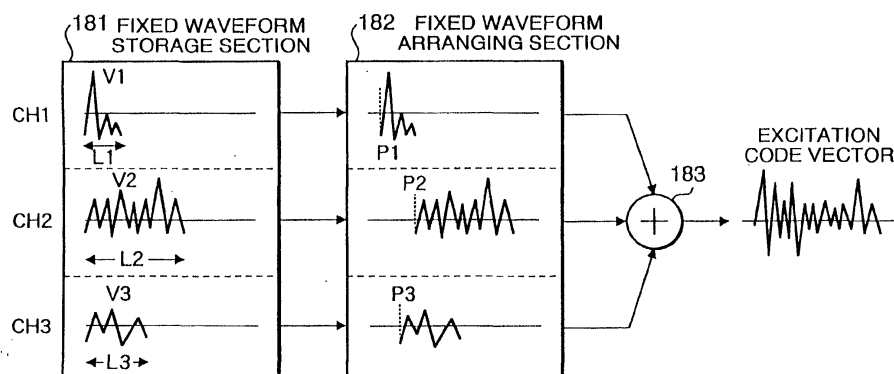 181 FIXED WAVEFORM
STORAGE SECTION
182 FIXED WAVEFORM
ARRANGING SECTION
CH1
V1
L1
P1
CH2
V2
L2
P2
CH3
V3
L3
P3
183
EXCITATION
CODE VECTOR